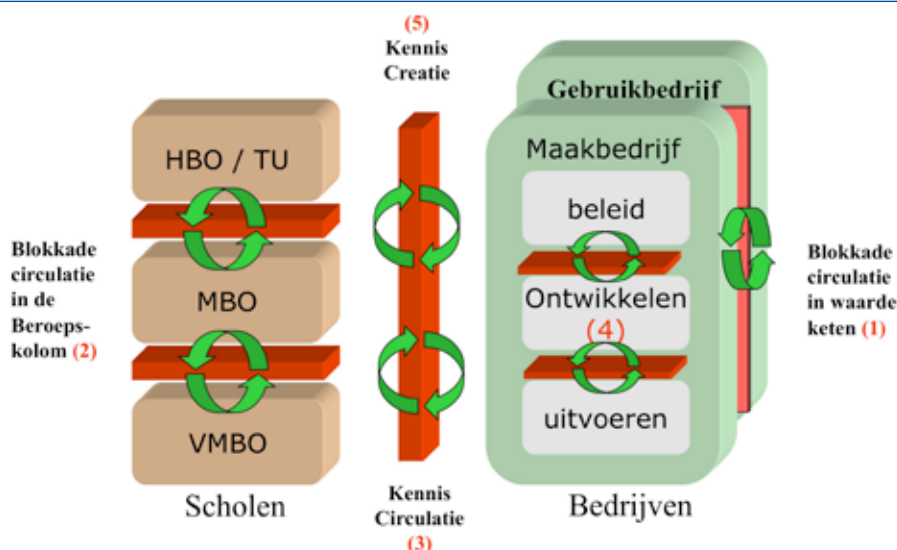 (5)
Kennis
Creatie
HBO / TU
MBO
VMBO
Scholen
Blokkade
circulatie
in de
Beroeps-
kolom (2)
Kennis
Circulatie
(3)
Gebruikbedrijf
Maakbedrijf
beleid
Ontwikkelen
(4)
uitvoeren
Bedrijven
Blokkade
circulatie
in waarde
keten (1)